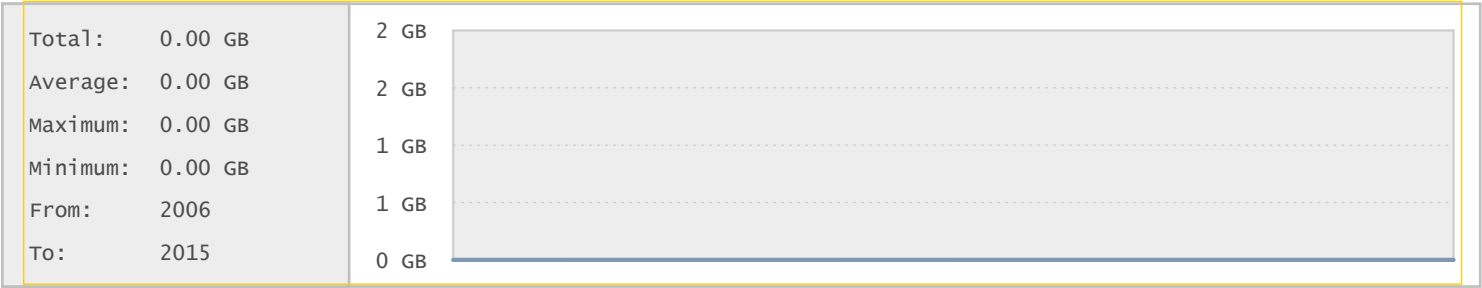 Total: 0.00 GB
Average: 0.00 GB
Maximum: 0.00 GB
Minimum: 0.00 GB
From: 2006
To: 2015
2 GB
2 GB
1 GB
1 GB
0 GB